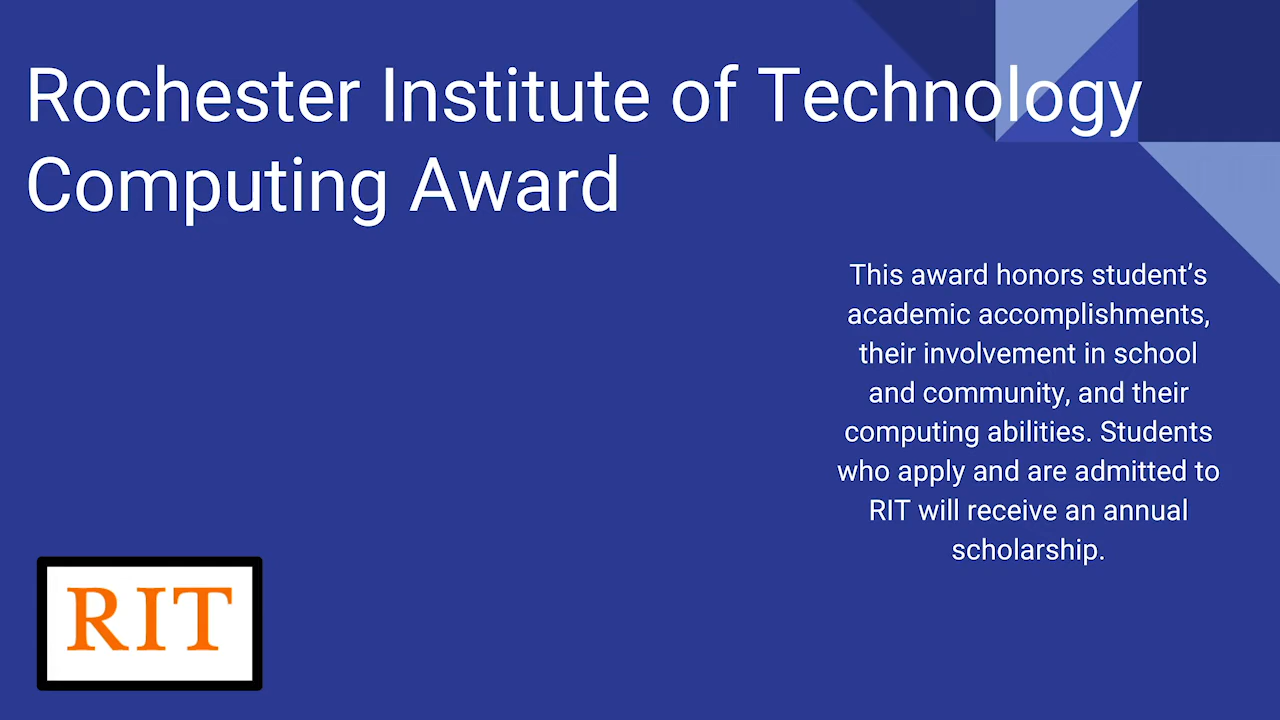 Rochester Institute of Technology
Computing Award
This award honors student’s
academic accomplishments,
their involvement in school
and community, and their
computing abilities. Students
who apply and are admitted to
RIT will receive an annual
scholarship.
RIT